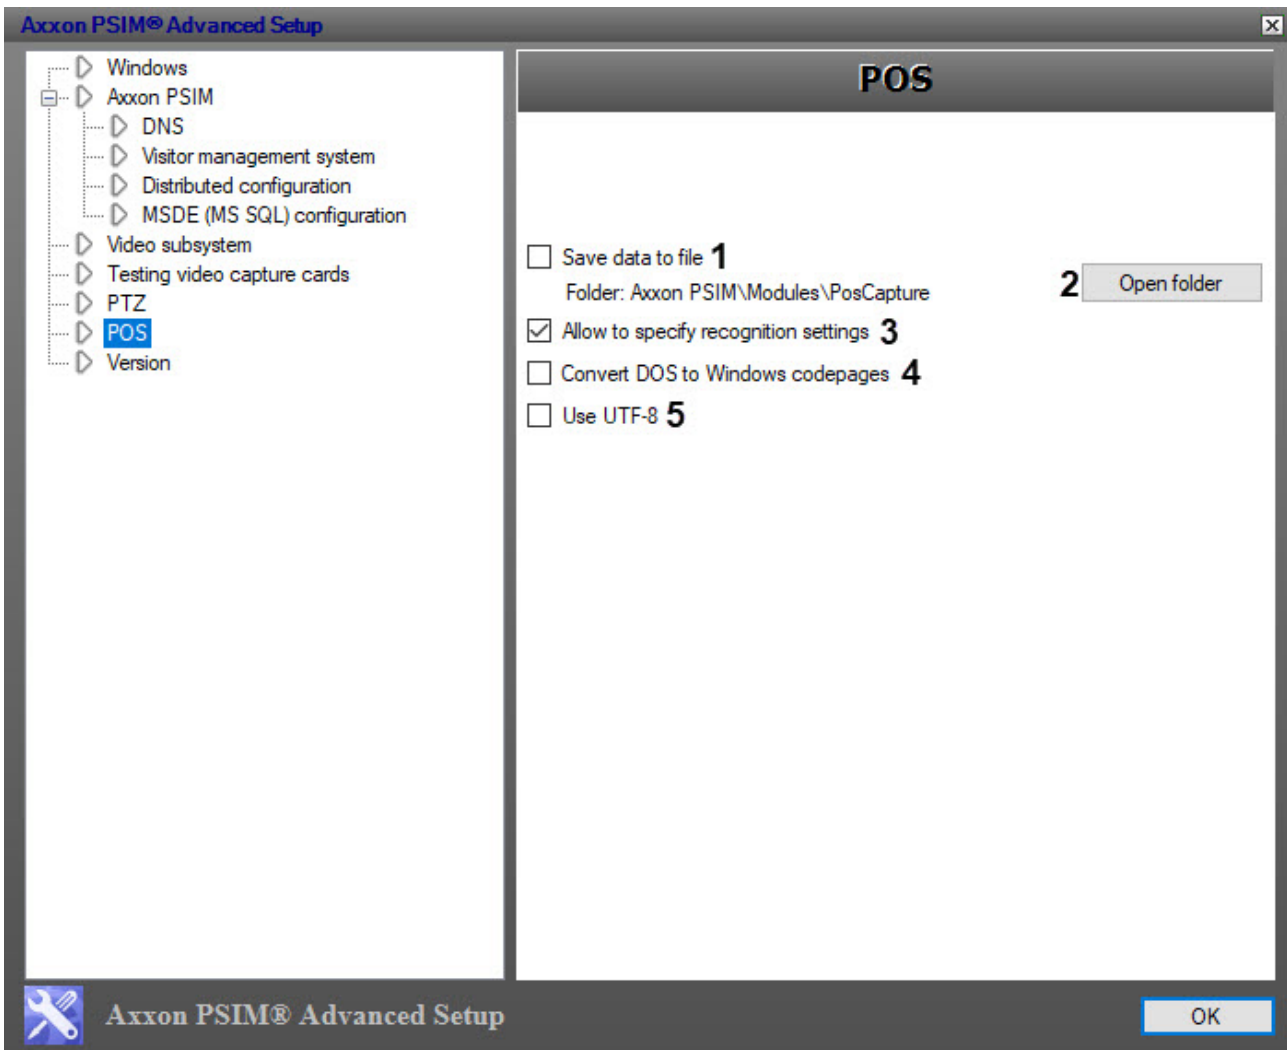 Axxon PSIM® Advanced Setup
Windows
Axxon PSIM
DNS
Visitor management system
Distributed configuration
MSDE (MS SQL) configuration
Video subsystem
Testing video capture cards
PTZ
POS
Version
POS
Save data to file 1
Folder: Axxon PSIM\Modules\PosCapture
2 Open folder
Allow to specify recognition settings 3
Convert DOS to Windows codepages 4
Use UTF-8 5
Axxon PSIM® Advanced Setup
OK